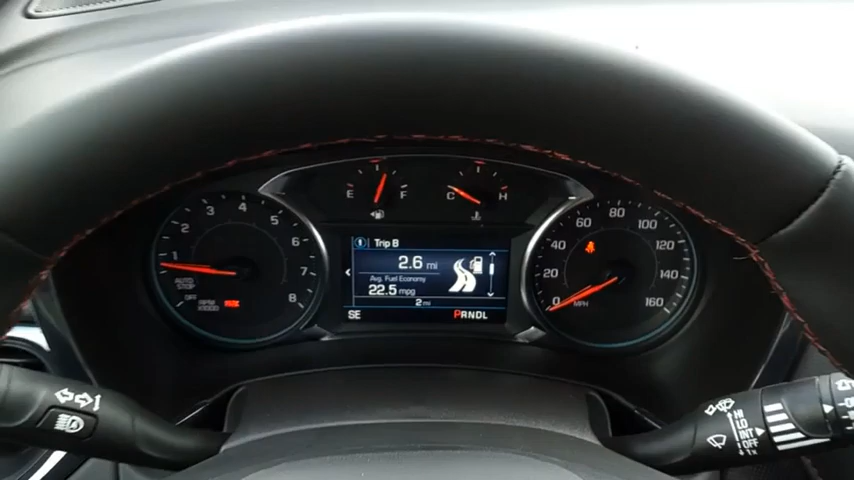 E F
C H
1 2 3 4 5 6 7 8
AUTO
STOP
OFF
RPM
x1000
Trip B
2.6 mi
Avg. Fuel Economy
22.5 mpg
2 mi
SE
PRNDL
0 20 40 60 80 100 120 140 160
MPH
HI
LO
INT
OFF
1x